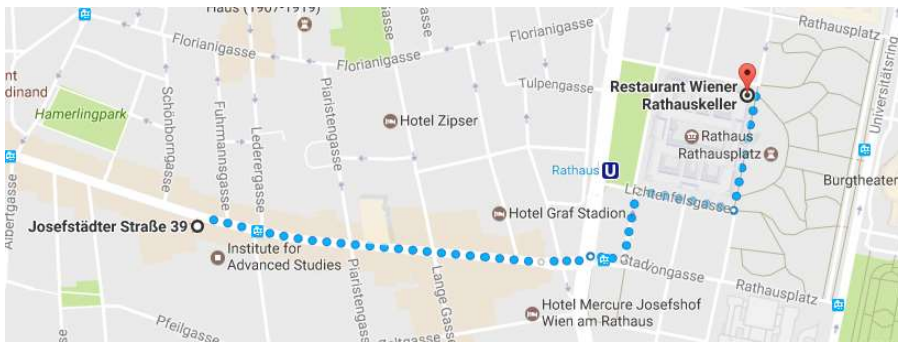 Haus (1907-1919)
Florianigasse
Florianigasse
Florianigasse
Rathausplatz
Universitätsring
Piaristengasse
Tulpengasse
Restaurant Wiener
Rathauskeller
Hamerlingpark
Schönborngasse
Fuhrmannsgasse
Lederergasse
Piaristengasse
Hotel Zipser
Rathaus
Rathausplatz
Rathaus
U
Burgtheater
Albertgasse
Lichtenfelsgasse
Hotel Graf Stadion
Josefstädter Straße 39
Institute for
Advanced Studies
Stadiongasse
Rathausplatz
Piaristengasse
Lange Gasse
Hotel Mercure Josefshof
Wien am Rathaus
Pfeilgasse